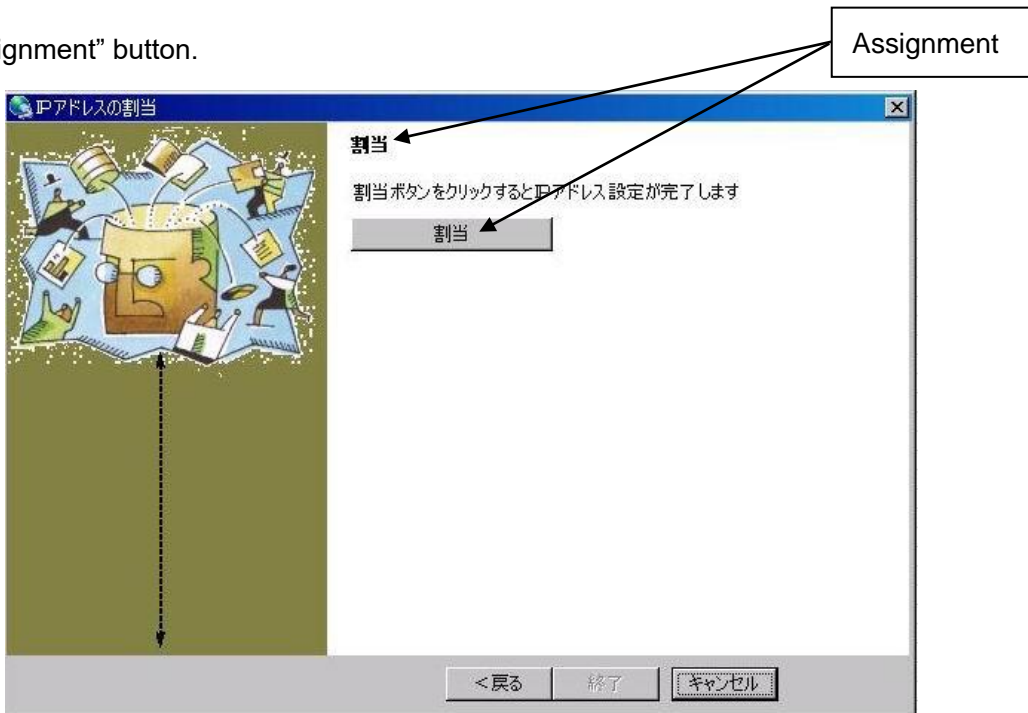 Assignment
ignment” button.
IPアドレスの割当
割当
割当ボタンをクリックするとIPアドレス設定が完了します
割当
<戻る
終了
キャンセル